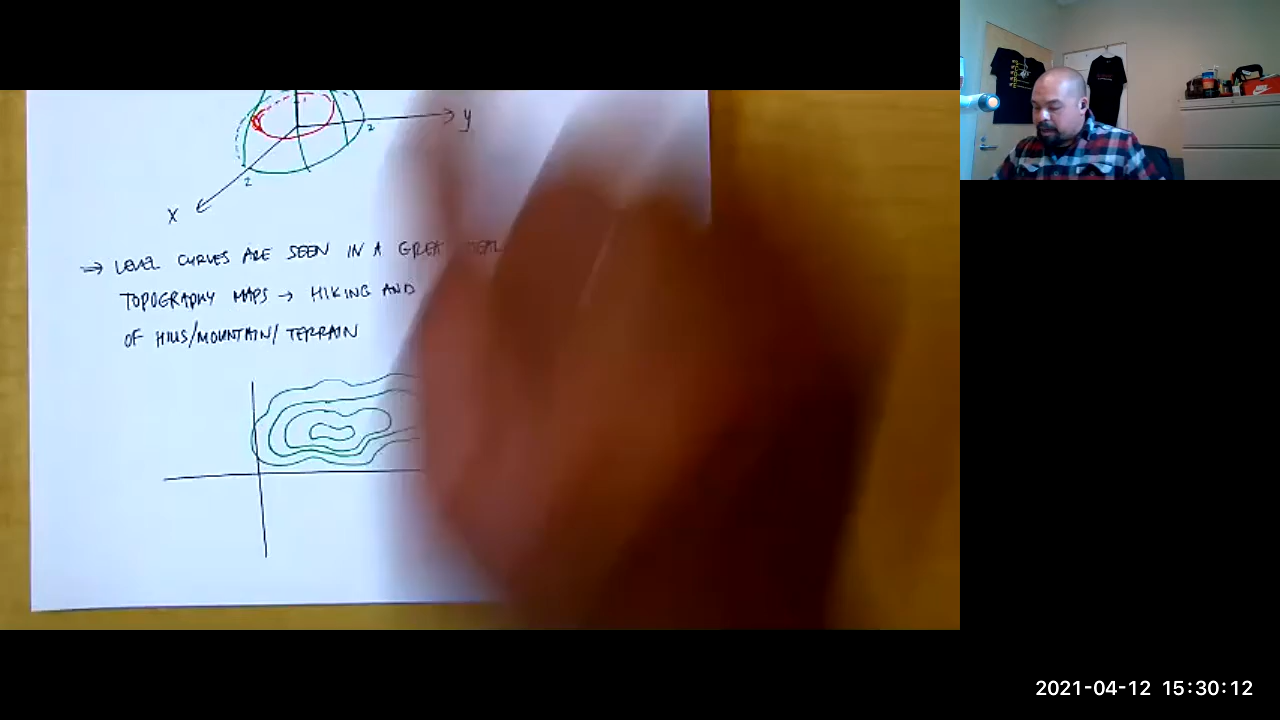 y
2
2
X
⇒ LEVEL CURVES ARE SEEN IN A GREAT DEAL
TOPOGRAPHY MAPS → HIKING AND
OF HILLS/MOUNTAIN/ TERRAIN
2021-04-12 15:30:12